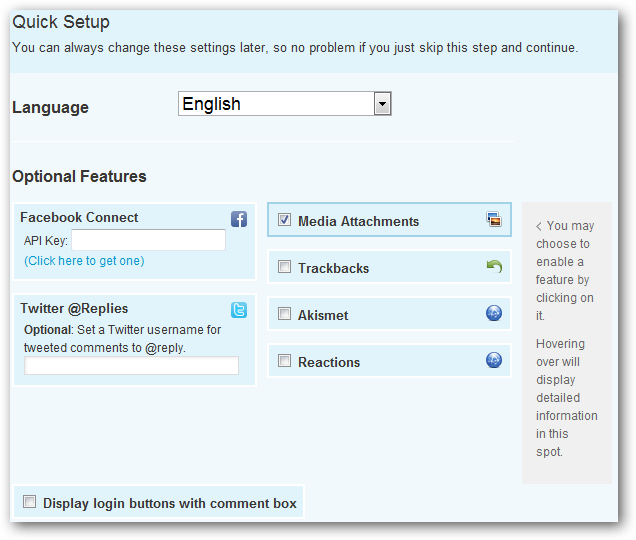 Quick Setup
You can always change these settings later, so no problem if you just skip this step and continue.
Language
English
Optional Features
Facebook Connect
API Key:
(Click here to get one)
Twitter @Replies
Optional: Set a Twitter username for
tweeted comments to @reply.
Media Attachments
Trackbacks
Akismet
Reactions
< You may
choose to
enable a
feature by
clicking on
it.
Hovering
over will
display
detailed
information
in this
spot.
Display login buttons with comment box